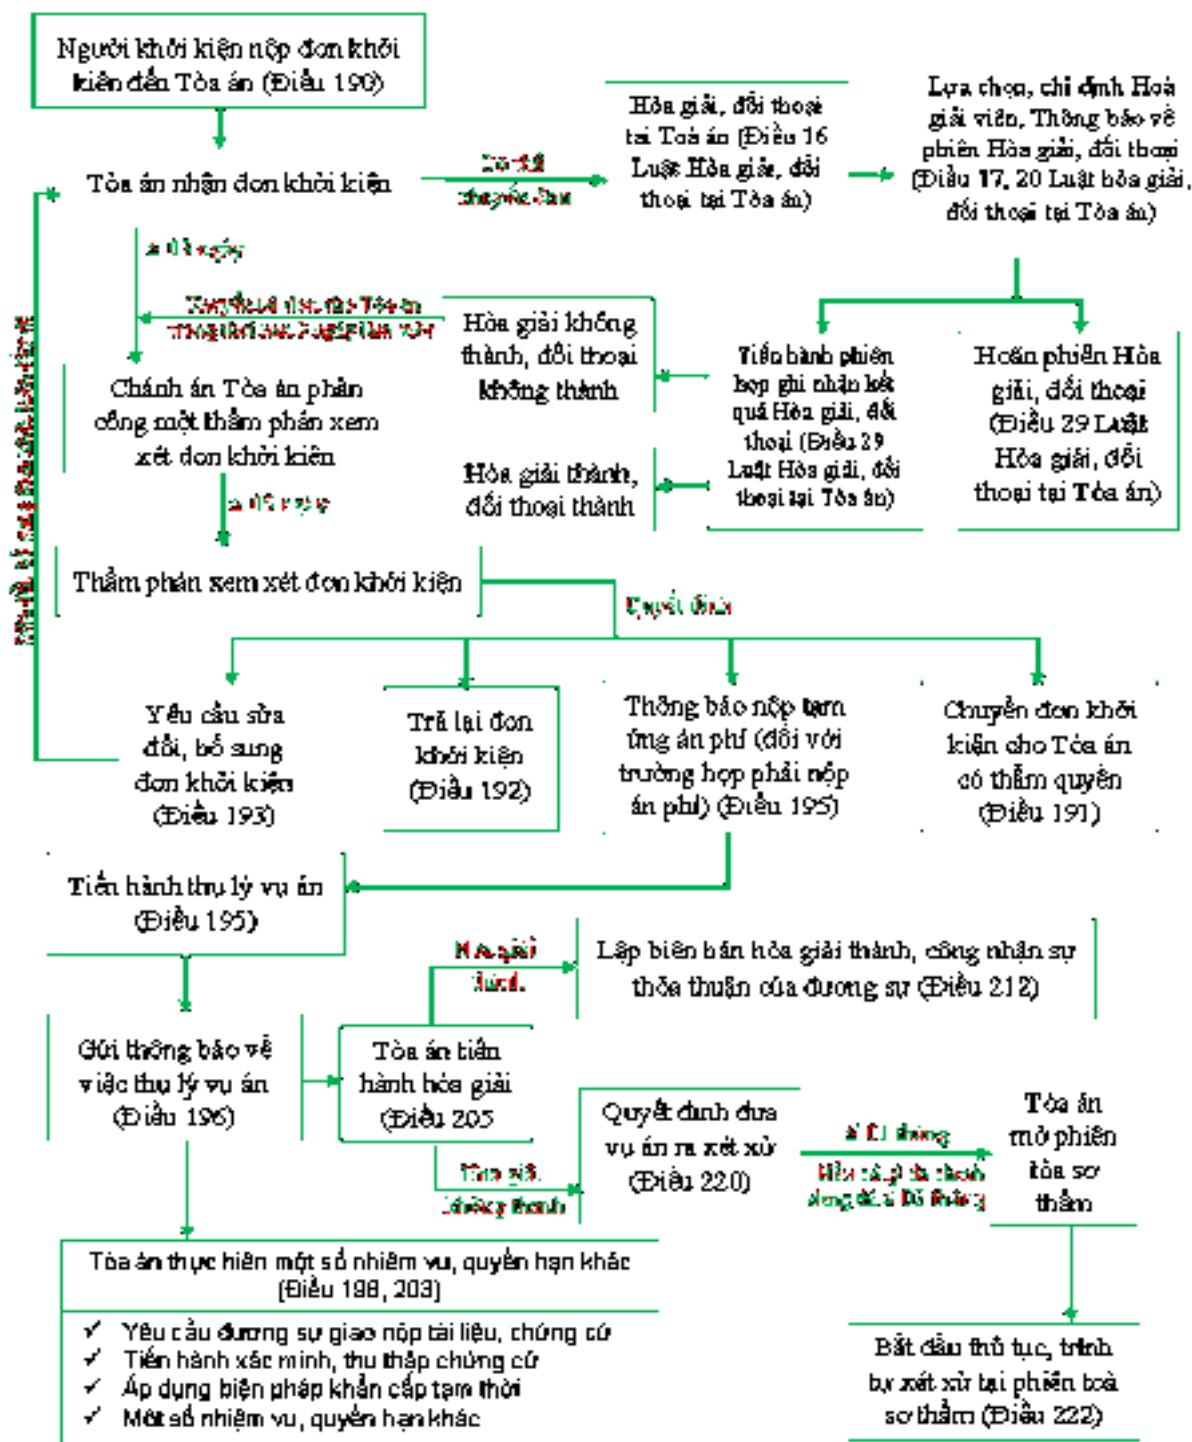 Người khởi kiện nộp đơn khởi
kiện đến Tòa án (Điều 190)
Tòa án nhận đơn khởi kiện
Hòa giải, đối thoại
tại Toà án (Điều 16
Luật Hòa giải, đối
thoại tại Tòa án)
Lựa chọn, chỉ định Hoà
giải viên, Thông báo về
phiên Hòa giải, đối thoại
(Điều 17, 20 Luật hòa giải,
đối thoại tại Tòa án)
Hòa giải không
thành, đối thoại
không thành
Tiến hành phiên
họp ghi nhận kết
quả Hòa giải, đối
thoại (Điều 29
Luật Hòa giải, đối
thoại tại Tòa án)
Hoãn phiên Hòa
giải, đối thoại
(Điều 29 Luật
Hòa giải, đối
thoại tại Tòa án)
Chánh án Tòa án phân
công một thẩm phán xem
xét đơn khởi kiện
Hòa giải thành,
đối thoại thành
Thẩm phán xem xét đơn khởi kiện
Quyết định
Yêu cầu sửa
đổi, bổ sung
đơn khởi kiện
(Điều 193)
Trả lại đơn
khởi kiện
(Điều 192)
Thông báo nộp tạm
ứng án phí (đối với
trường hợp phải nộp
án phí) (Điều 195)
Chuyển đơn khởi
kiện cho Tòa án
có thẩm quyền
(Điều 191)
Tiến hành thụ lý vụ án
(Điều 195)
Hòa giải
thành
Lập biên bản hòa giải thành, công nhận sự
thỏa thuận của đương sự (Điều 212)
Gửi thông báo về
việc thụ lý vụ án
(Điều 196)
Tòa án tiến
hành hòa giải
(Điều 205
Hòa giải
không thành
Quyết định đưa
vụ án ra xét xử
(Điều 220)
01 tháng
Tòa án
mở phiên
tòa sơ
thẩm
Tòa án thực hiện một số nhiệm vụ, quyền hạn khác
(Điều 198, 203)
✓ Yêu cầu đương sự giao nộp tài liệu, chứng cứ
✓ Tiến hành xác minh, thu thập chứng cứ
✓ Áp dụng biện pháp khẩn cấp tạm thời
✓ Một số nhiệm vụ, quyền hạn khác
Bắt đầu thủ tục, trình
tự xét xử tại phiên toà
sơ thẩm (Điều 222)